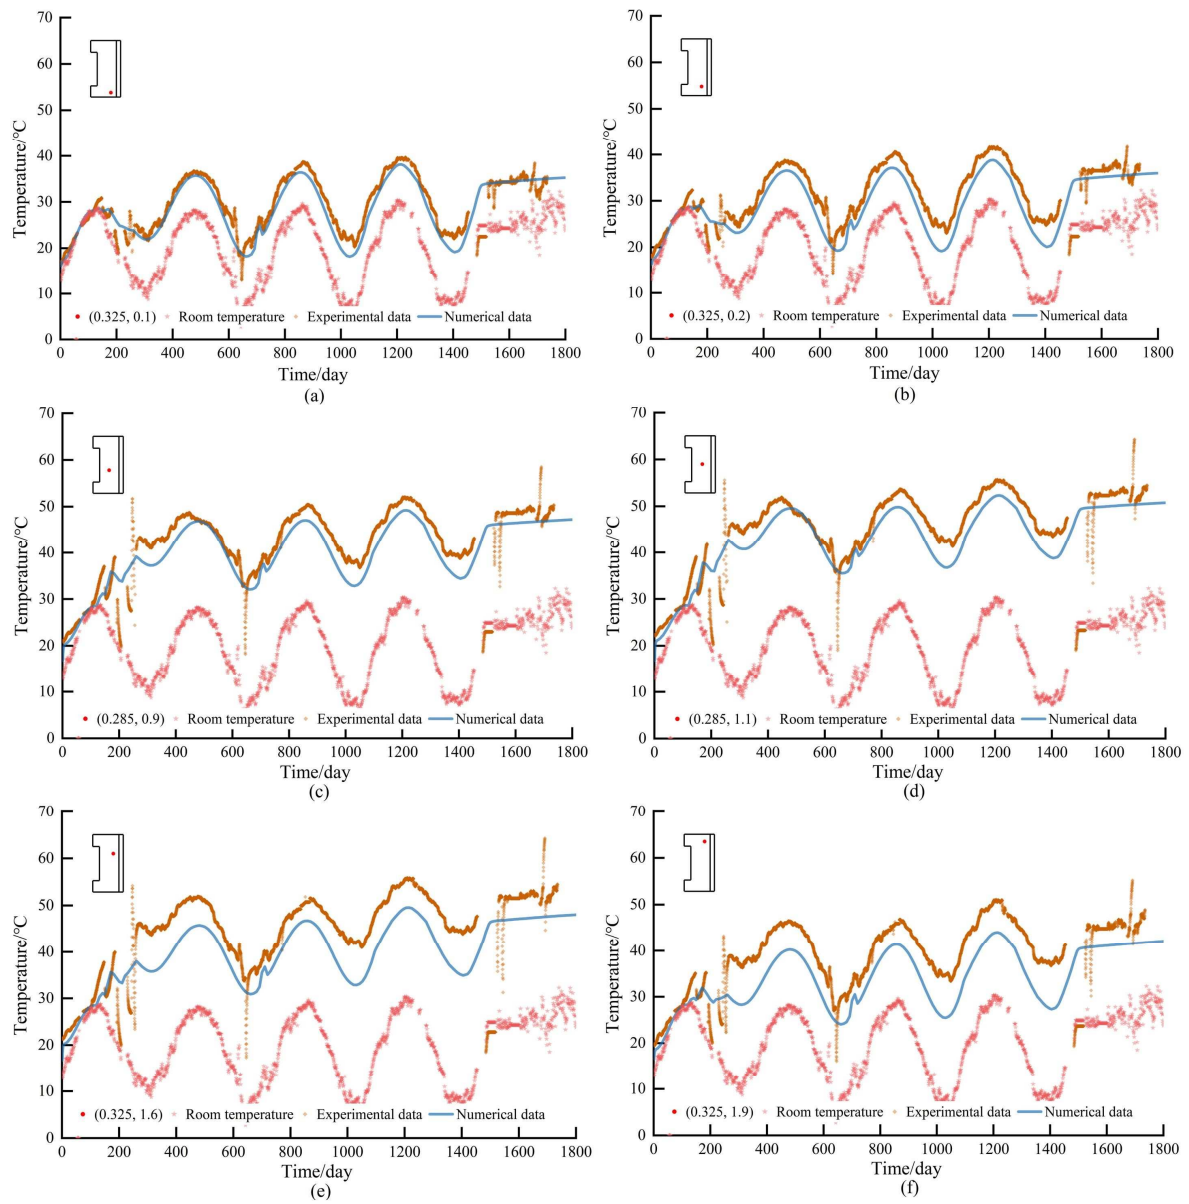 70
60
50
40
30
20
10
0
Temperature/°C
(0.325, 0.1) Room temperature Experimental data Numerical data
0 200 400 600 800 1000 1200 1400 1600 1800
Time/day
(a)
70
60
50
40
30
20
10
0
Temperature/°C
(0.325, 0.2) Room temperature Experimental data Numerical data
0 200 400 600 800 1000 1200 1400 1600 1800
Time/day
(b)
70
60
50
40
30
20
10
0
Temperature/°C
(0.285, 0.9) Room temperature Experimental data Numerical data
0 200 400 600 800 1000 1200 1400 1600 1800
Time/day
(c)
70
60
50
40
30
20
10
0
Temperature/°C
(0.285, 1.1) Room temperature Experimental data Numerical data
0 200 400 600 800 1000 1200 1400 1600 1800
Time/day
(d)
70
60
50
40
30
20
10
0
Temperature/°C
(0.325, 1.6) Room temperature Experimental data Numerical data
0 200 400 600 800 1000 1200 1400 1600 1800
Time/day
(e)
70
60
50
40
30
20
10
0
Temperature/°C
(0.325, 1.9) Room temperature Experimental data Numerical data
0 200 400 600 800 1000 1200 1400 1600 1800
Time/day
(f)